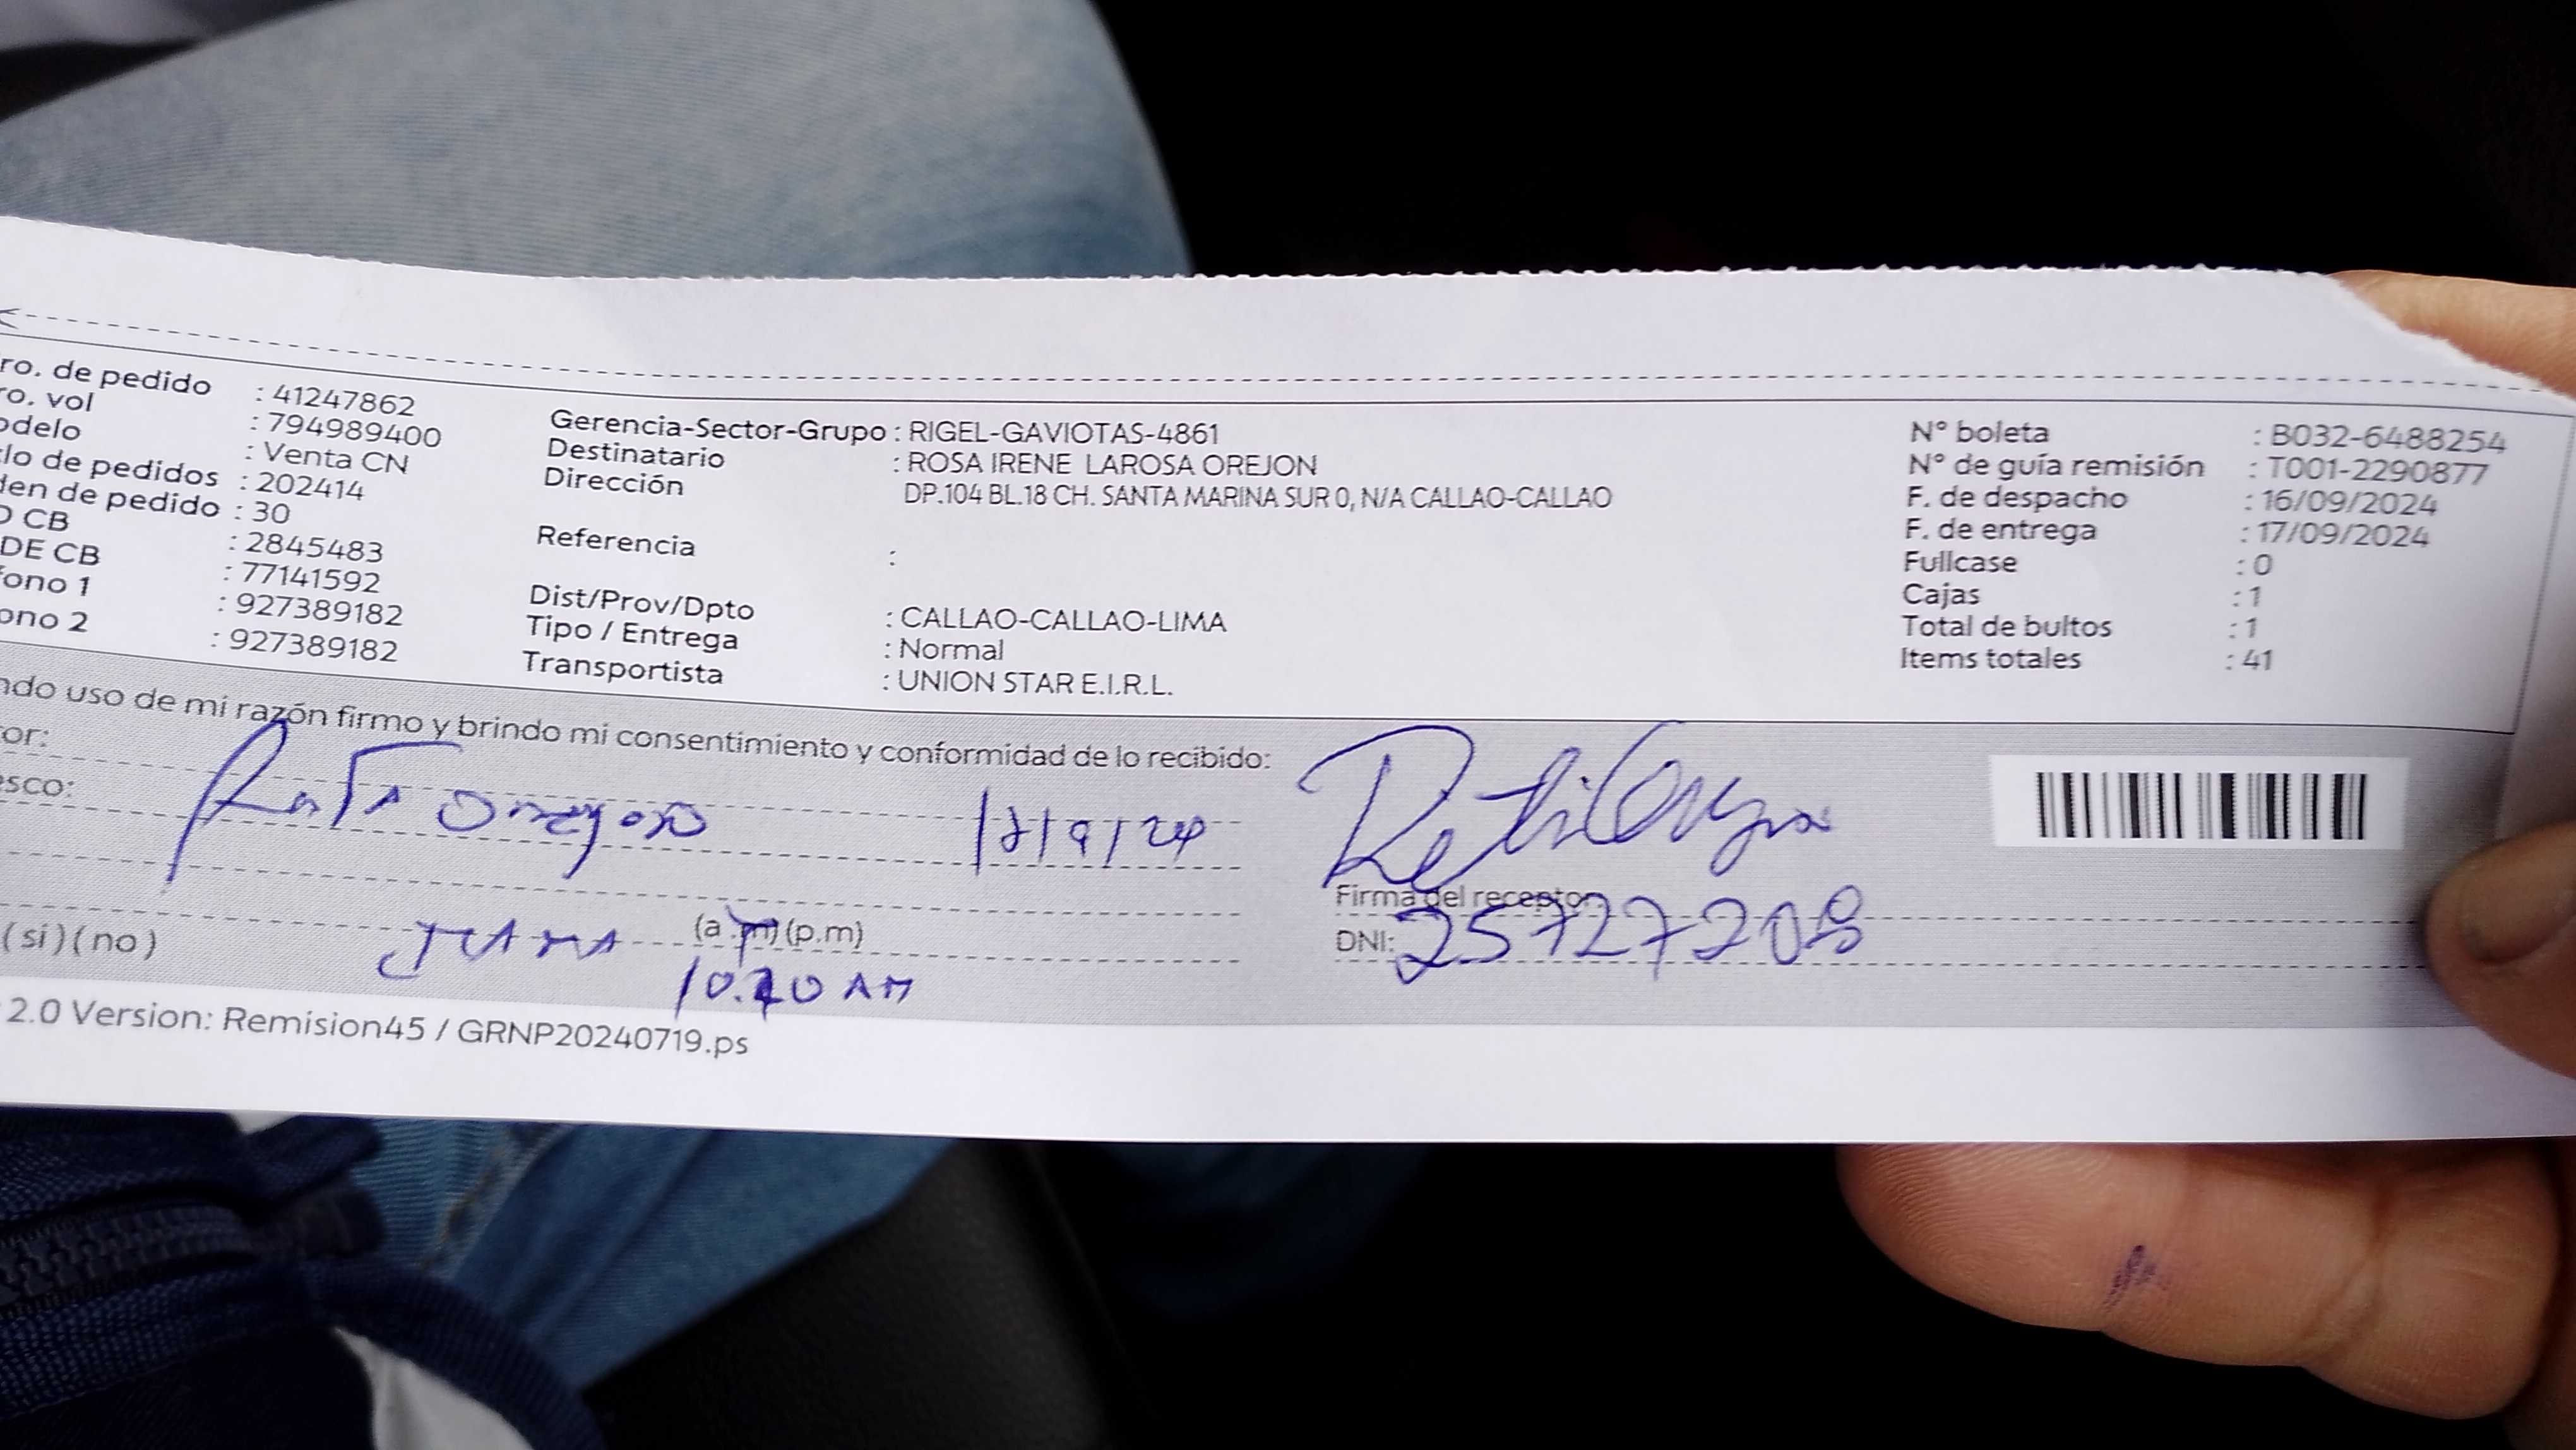 ro. de pedido : 41247862
ro. vol : 794989400
odelo : Venta CN
lo de pedidos : 202414
den de pedido : 30
O CB : 2845483
DE CB : 77141592
fono 1 : 927389182
ono 2 : 927389182
Gerencia-Sector-Grupo : RIGEL-GAVIOTAS-4861
Destinatario : ROSA IRENE LAROSA OREJON
Dirección DP.104 BL.18 CH. SANTA MARINA SUR 0, N/A CALLAO-CALLAO
Referencia :
Dist/Prov/Dpto : CALLAO-CALLAO-LIMA
Tipo / Entrega : Normal
Transportista : UNION STAR E.I.R.L.
N° boleta : B032-6488254
N° de guía remisión : T001-2290877
F. de despacho : 16/09/2024
F. de entrega : 17/09/2024
Fullcase : 0
Cajas : 1
Total de bultos : 1
Items totales : 41
ndo uso de mi razón firmo y brindo mi consentimiento y conformidad de lo recibido:
or:
esco:
Firma del receptor
(si) (no) (a m) (p.m)
DNI: 25727208
10.20 AM
2.0 Version: Remision45 / GRNP20240719.ps